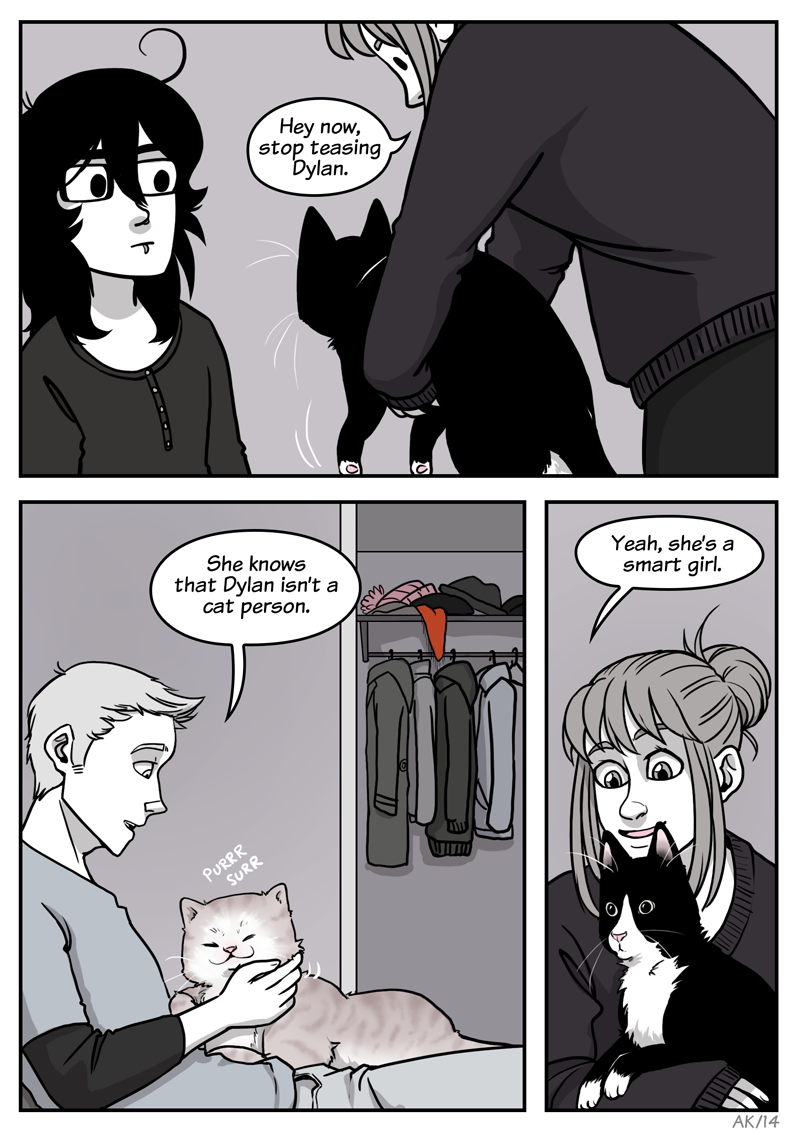 Hey now,
stop teasing
Dylan.
She knows
that Dylan isn't a
cat person.
Yeah, she's a
smart girl.
PURRR
SURR
AK/14